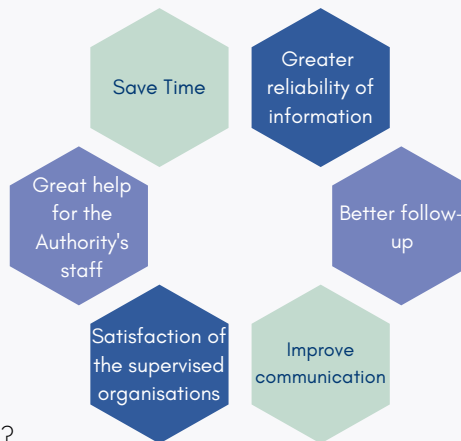 Save Time
Greater
reliability of
information
Great help
for the
Authority's
staff
Better follow-
up
Satisfaction of
the supervised
organisations
Improve
communication
?